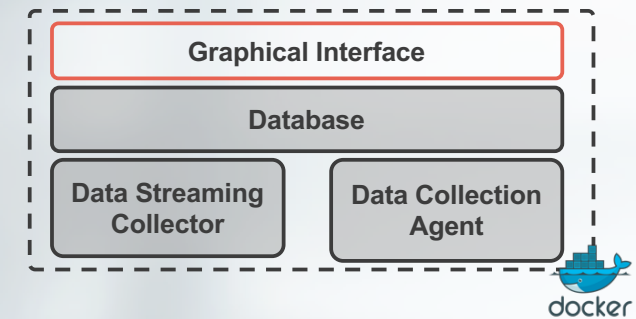 Graphical Interface
Database
Data Streaming
Collector
Data Collection
Agent
docker